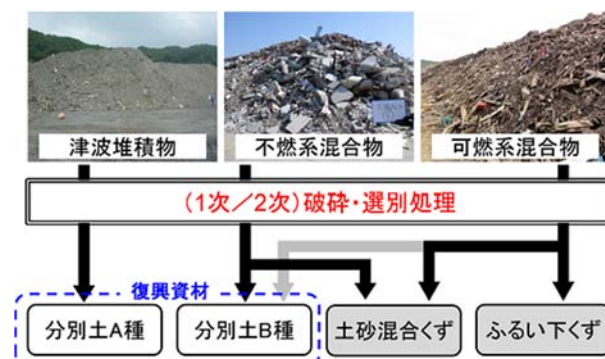 津波堆積物
不燃系混合物
可燃系混合物
(1次／2次)破砕・選別処理
復興資材
分別土A種
分別土B種
土砂混合くず
ふるい下くず